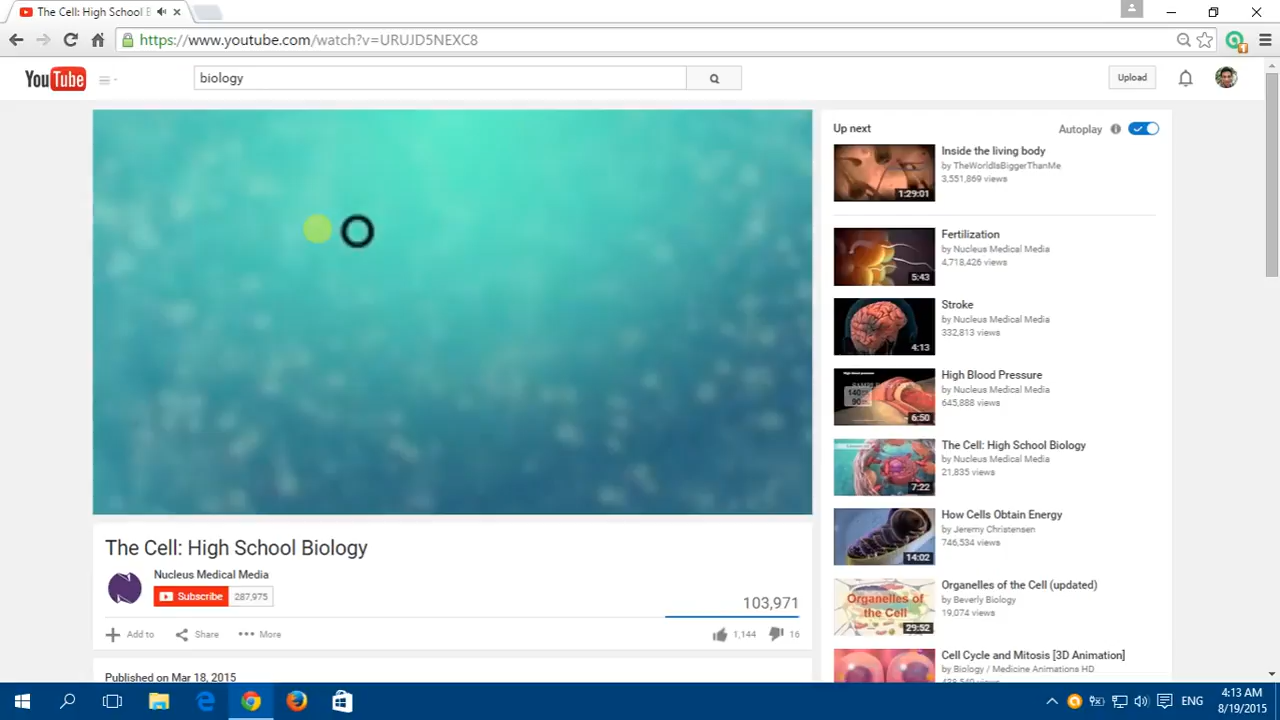 The Cell: High School B
https://www.youtube.com/watch?v=URUJD5NEXC8
YouTube
biology
Upload
Up next
Autoplay
Inside the living body
by TheWorldIsBiggerThanMe
3,551,869 views
1:29:01
Fertilization
by Nucleus Medical Media
4,718,426 views
5:43
Stroke
by Nucleus Medical Media
332,813 views
4:13
High Blood Pressure
by Nucleus Medical Media
645,888 views
140
90
6:50
The Cell: High School Biology
by Nucleus Medical Media
21,835 views
7:22
How Cells Obtain Energy
by Jeremy Christensen
746,534 views
14:02
Organelles of the Cell (updated)
by Beverly Biology
19,074 views
Organelles of
the Cell
29:52
Cell Cycle and Mitosis [3D Animation]
by Biology / Medicine Animations HD
The Cell: High School Biology
Nucleus Medical Media
Subscribe 287,975
103,971
Add to Share More 1,144 16
Published on Mar 18, 2015
ENG
4:13 AM
8/19/2015